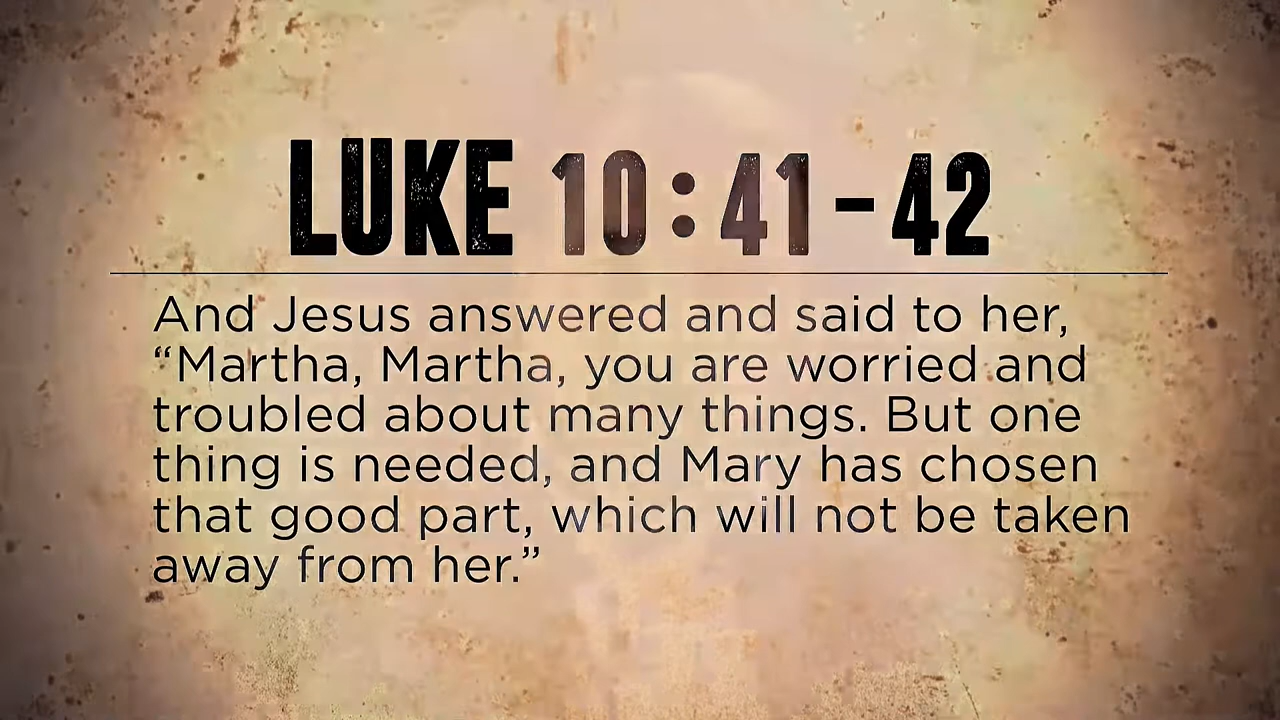 LUKE 10:41-42
And Jesus answered and said to her,
“Martha, Martha, you are worried and
troubled about many things. But one
thing is needed, and Mary has chosen
that good part, which will not be taken
away from her.”